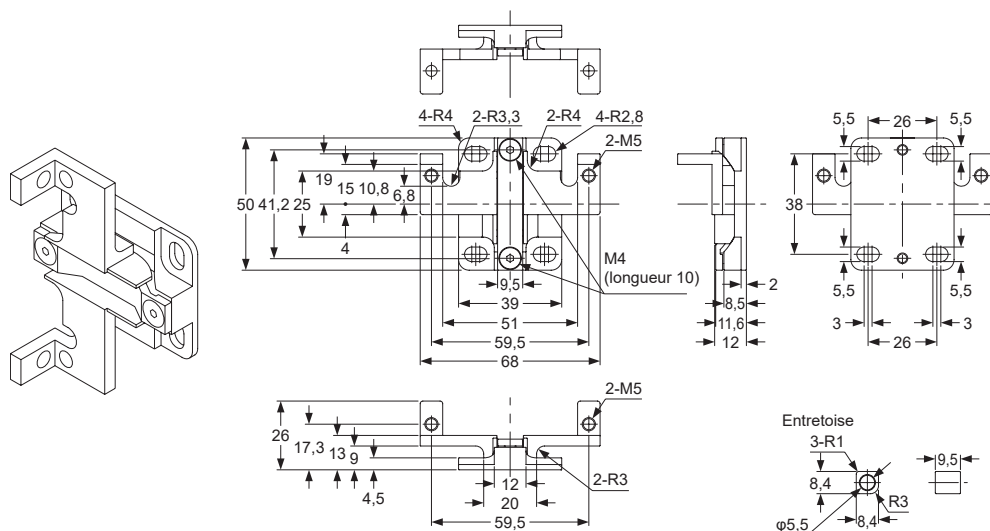 4-R4
2-R3,3
2-R4
4-R2,8
2-M5
50
41,2
25
19
15
10,8
6,8
4
M4
(longueur 10)
9,5
39
51
59,5
68
2
8,5
11,6
12
5,5
26
5,5
38
5,5
5,5
3
3
26
26
17,3
13
9
4,5
2-M5
2-R3
12
20
59,5
Entretoise
3-R1
8,4
R3
φ5,5
8,4
9,5